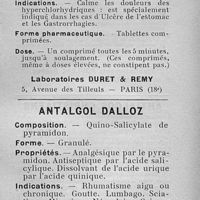 Indications. — Calme les douleurs des
hyperchlorhydriques : est spécialement
indiqué dans les cas d'Ulcère de l'estomac
et les Gastrorrhagies.
Forme pharmaceutique. — Tablettes com-
primées.
Dose. — Un comprimé toutes les 5 minutes,
jusqu'à soulagement. (Ces comprimés,
même à doses élevées, ne constipent pas.)
Laboratoires DURET & REMY
5, Avenue des Tilleuls — PARIS (18e)
ANTALGOL DALLOZ
Composition. — Quino-Salicylate de
pyramidon.
Forme. — Granulé.
Propriétés. — Analgésique par le pyra-
midon. Antiseptique par l'acide sali-
cylique. Dissolvant de l'acide urique
par l'acide quinique.
Indications. — Rhumatisme aigu ou
chronique. Goutte. Lumbago. Scia-